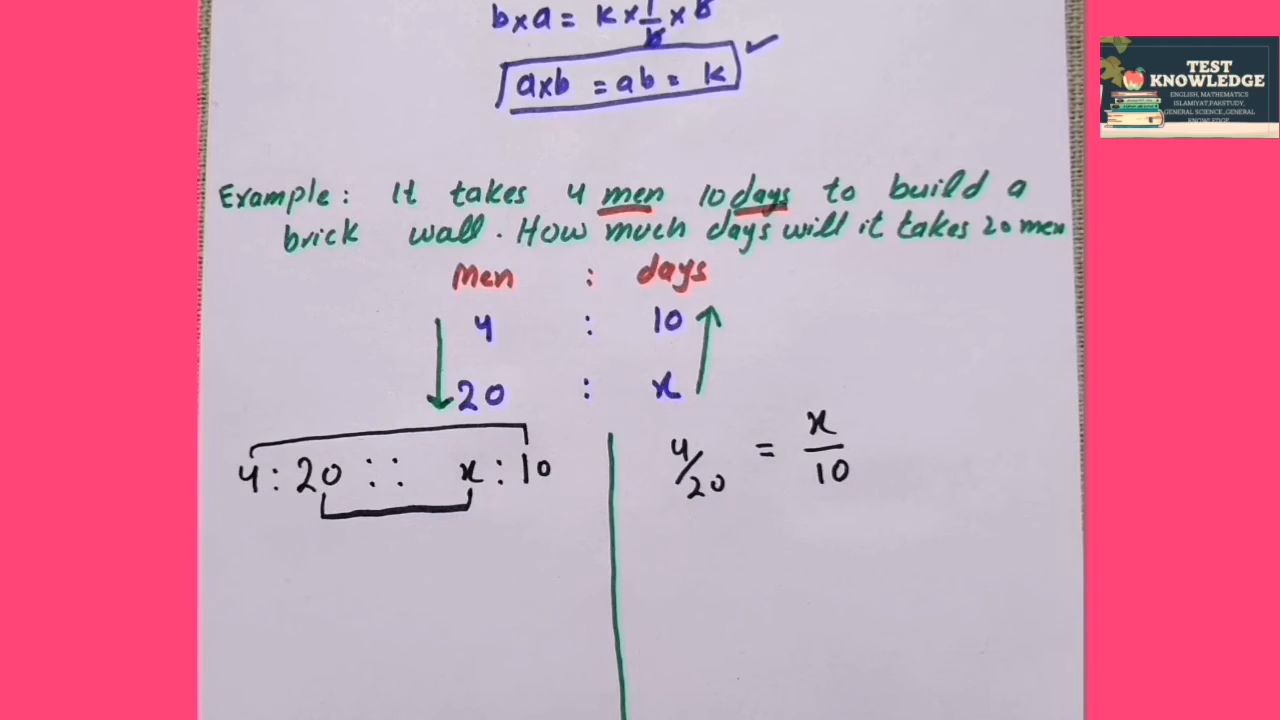 b×a = k×1/b×b
a×b = ab = k
TEST
KNOWLEDGE
ENGLISH, MATHEMATICS
ISLAMIYAT,PAKSTUDY,
GENERAL SCIENCE,,GENERAL
KNOWLEDGE
Example: It takes 4 men 10 days to build a
brick wall. How much days will it takes 20 men
Men : days
4 : 10
20 : x
4:20 :: x:10
4/20 = x/10